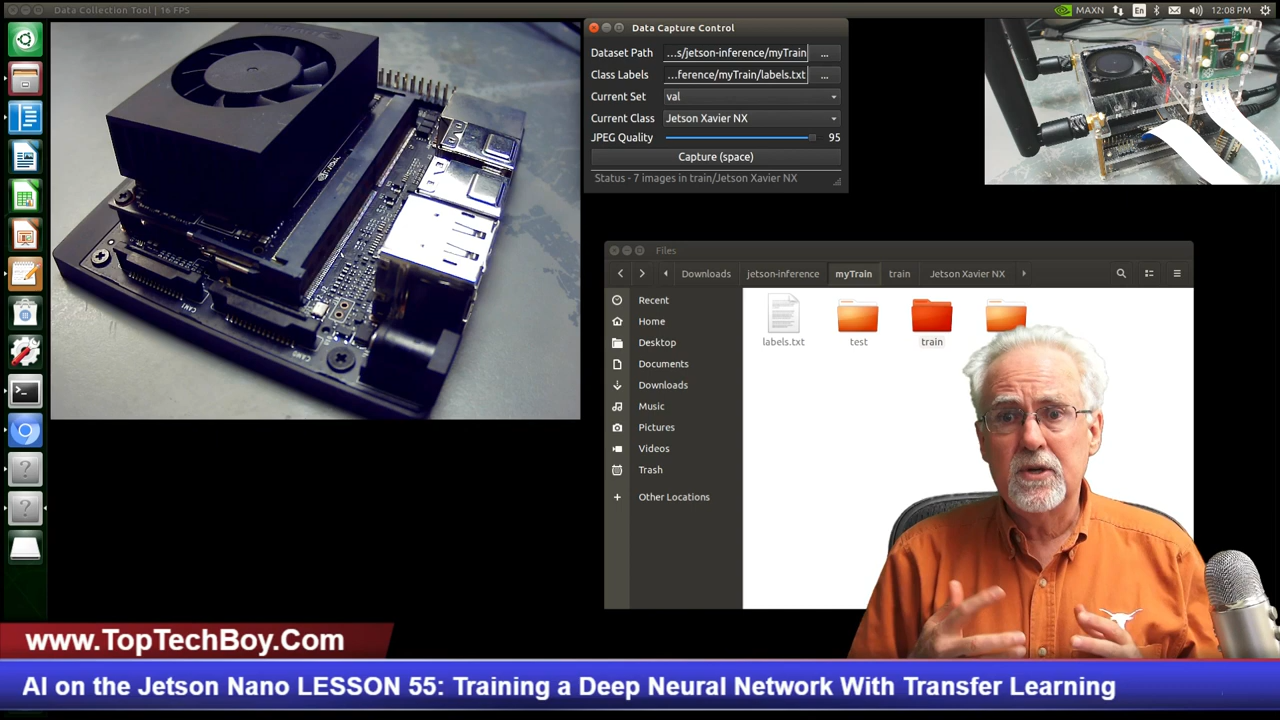 Data Collection Tool | 16 FPS
MAXN
En
12:08 PM
Data Capture Control
Dataset Path
...s/jetson-inference/myTrain
...
Class Labels
...ference/myTrain/labels.txt
...
Current Set
val
Current Class
Jetson Xavier NX
JPEG Quality
95
Capture (space)
Status - 7 images in train/Jetson Xavier NX
NVIDIA
CAM1
CAM0
Files
Downloads
jetson-inference
myTrain
train
Jetson Xavier NX
Recent
Home
Desktop
Documents
Downloads
Music
Pictures
Videos
Trash
Other Locations
labels.txt
test
train
www.TopTechBoy.Com
AI on the Jetson Nano LESSON 55: Training a Deep Neural Network With Transfer Learning